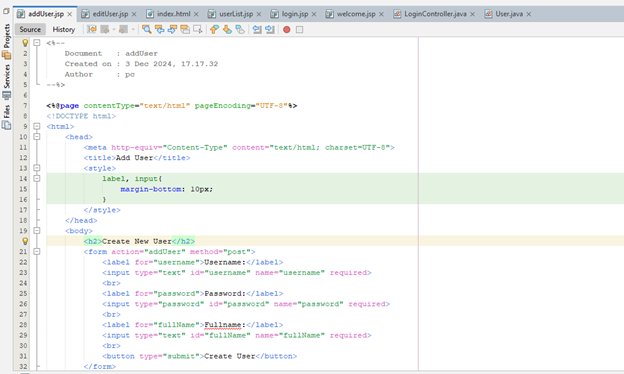 addUser.jsp × editUser.jsp × index.html × userList.jsp × login.jsp × welcome.jsp × LoginController.java × User.java ×
Source History
Projects
Services
Files
1 <%--
2 Document : addUser
3 Created on : 3 Dec 2024, 17.17.32
4 Author : pc
5 --%>
6
7 <%@page contentType="text/html" pageEncoding="UTF-8"%>
8 <!DOCTYPE html>
9 <html>
10 <head>
11 <meta http-equiv="Content-Type" content="text/html; charset=UTF-8">
12 <title>Add User</title>
13 <style>
14 label, input{
15 margin-bottom: 10px;
16 }
17 </style>
18 </head>
19 <body>
<h2>Create New User</h2>
21 <form action="addUser" method="post">
22 <label for="username">Username:</label>
23 <input type="text" id="username" name="username" required>
24 <br>
25 <label for="password">Password:</label>
26 <input type="password" id="password" name="password" required>
27 <br>
28 <label for="fullName">Fullname:</label>
29 <input type="text" id="fullName" name="fullName" required>
30 <br>
31 <button type="submit">Create User</button>
32 </form>